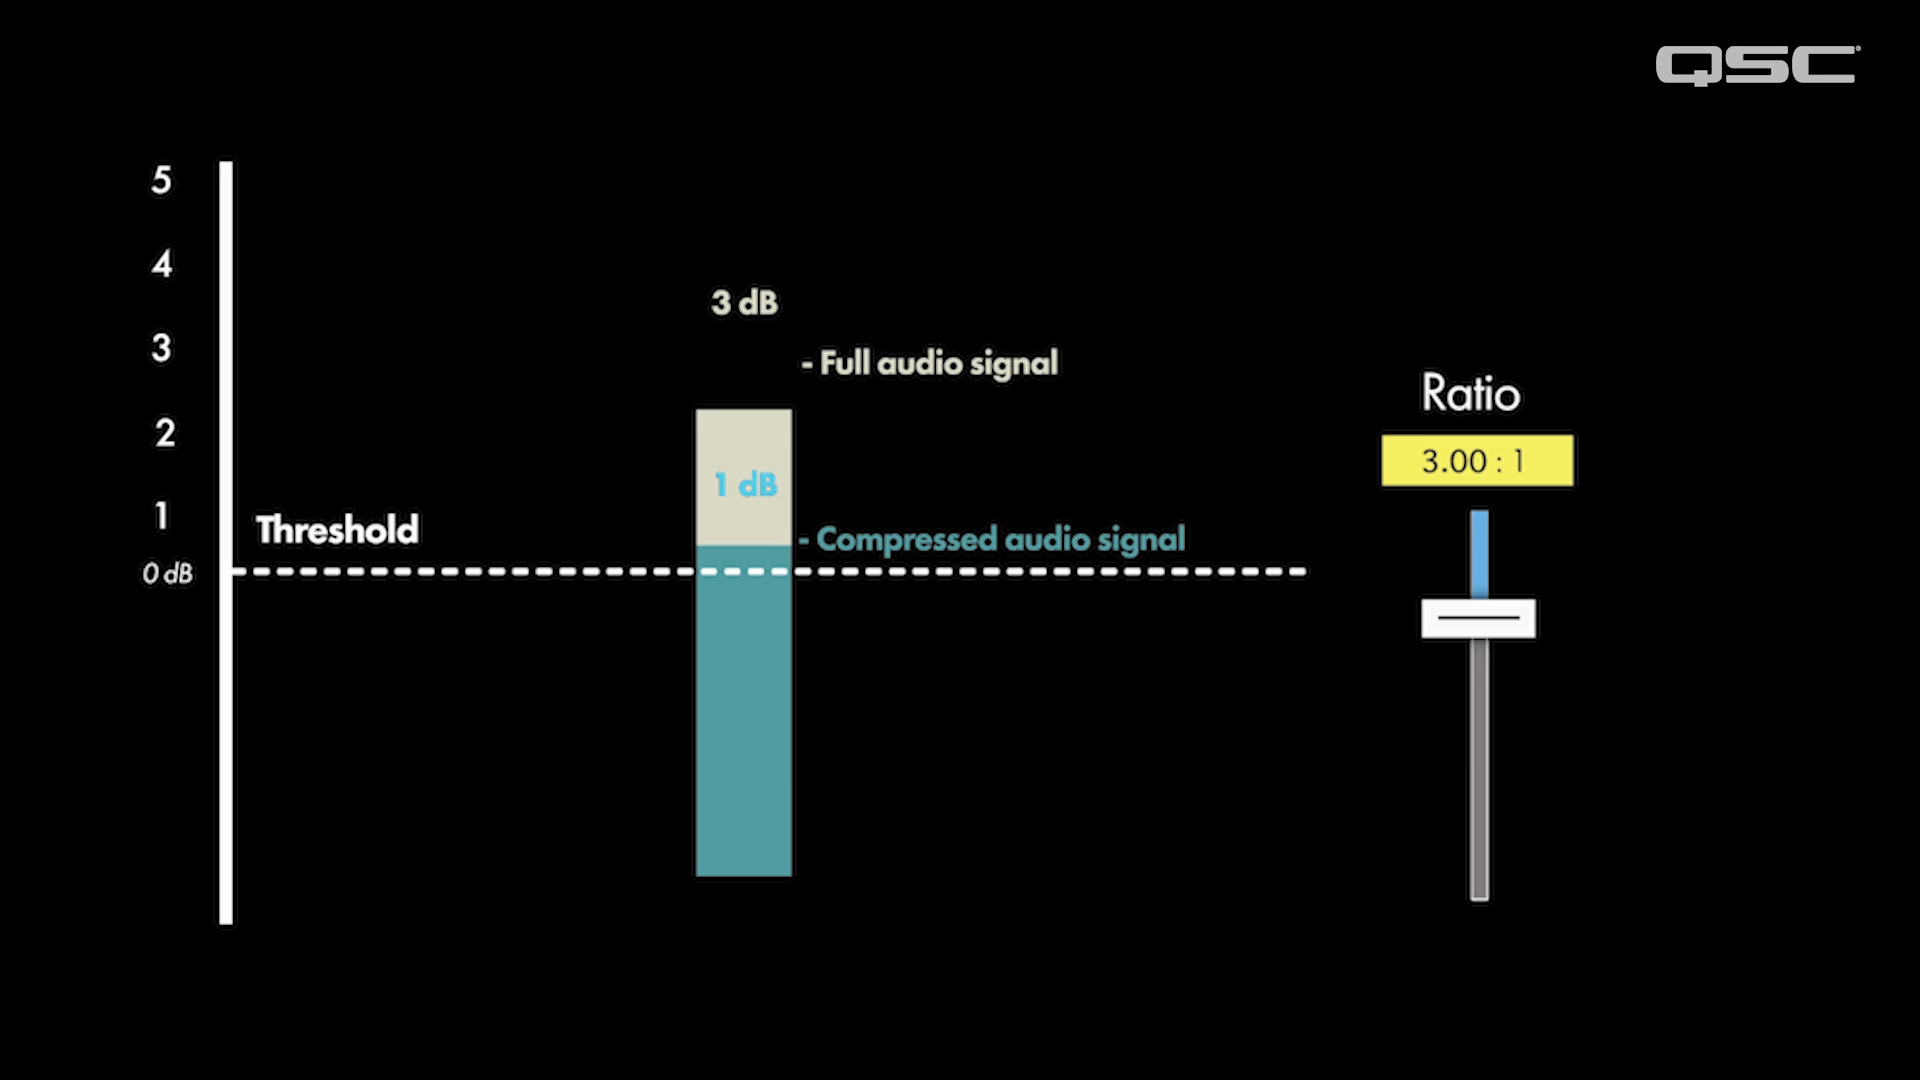 QSC
5
4
3
2
1
0 dB
Threshold
3 dB
- Full audio signal
1 dB
- Compressed audio signal
Ratio
3.00 : 1